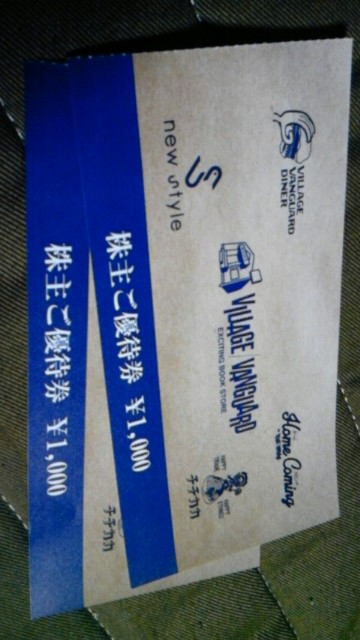 VILLAGE
VANGUARD
DINER
new style
VILLAGE VANGUARD
EXCITING BOOK STORE
Home Coming
チチカカ
株主ご優待券 ¥1,000
株主ご優待券 ¥1,000
チチカカ